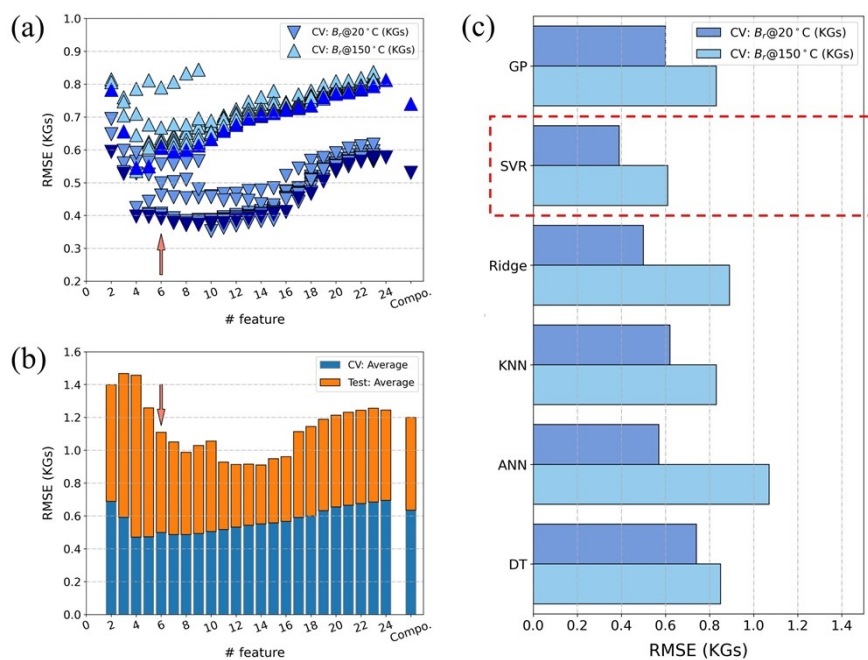 (a)
1.0
0.9
0.8
0.7
0.6
0.5
0.4
0.3
0.2
RMSE (KGs)
CV: Bᵣ@20°C (KGs)
CV: Bᵣ@150°C (KGs)
0 2 4 6 8 10 12 14 16 18 20 22 24 Compo.
# feature
(b)
1.6
1.4
1.2
1.0
0.8
0.6
0.4
0.2
0.0
RMSE (KGs)
CV: Average
Test: Average
0 2 4 6 8 10 12 14 16 18 20 22 24 Compo.
# feature
(c)
CV: Bᵣ@20°C (KGs)
CV: Bᵣ@150°C (KGs)
GP
SVR
Ridge
KNN
ANN
DT
0.0 0.2 0.4 0.6 0.8 1.0 1.2 1.4
RMSE (KGs)